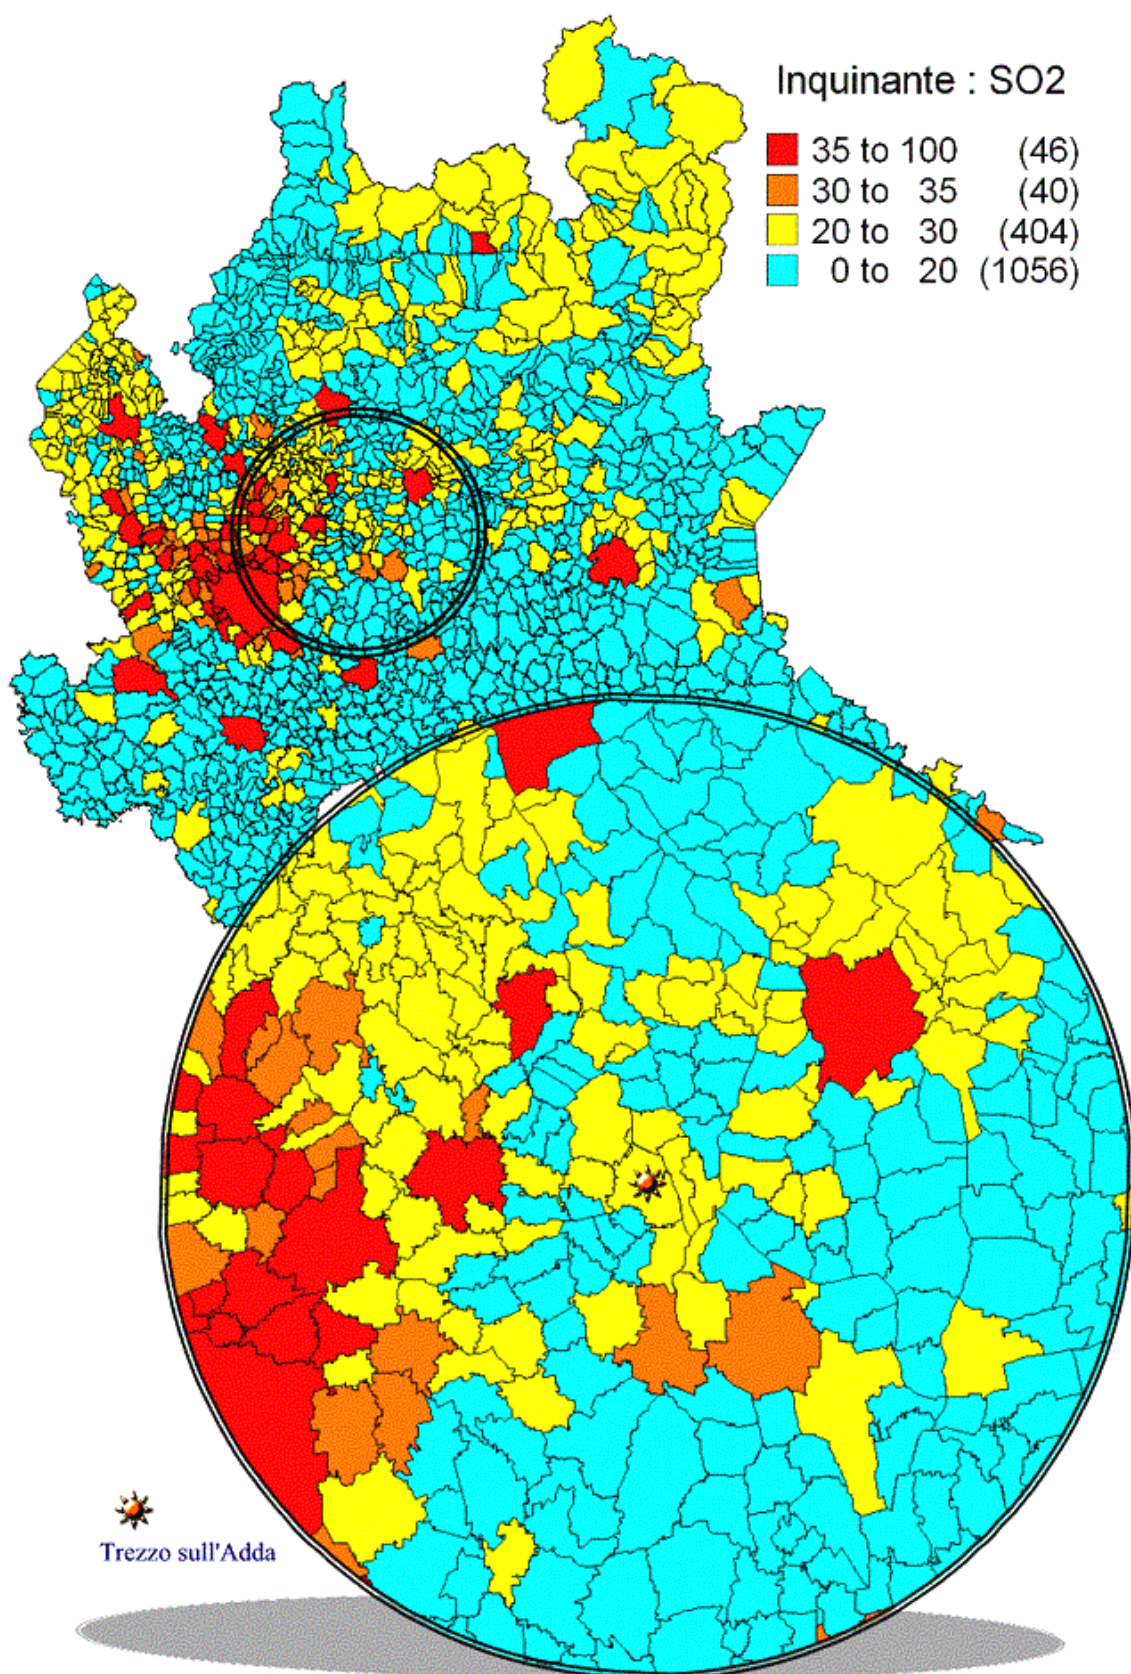 Inquinante : SO2
35 to 100 (46)
30 to 35 (40)
20 to 30 (404)
0 to 20 (1056)
Trezzo sull'Adda